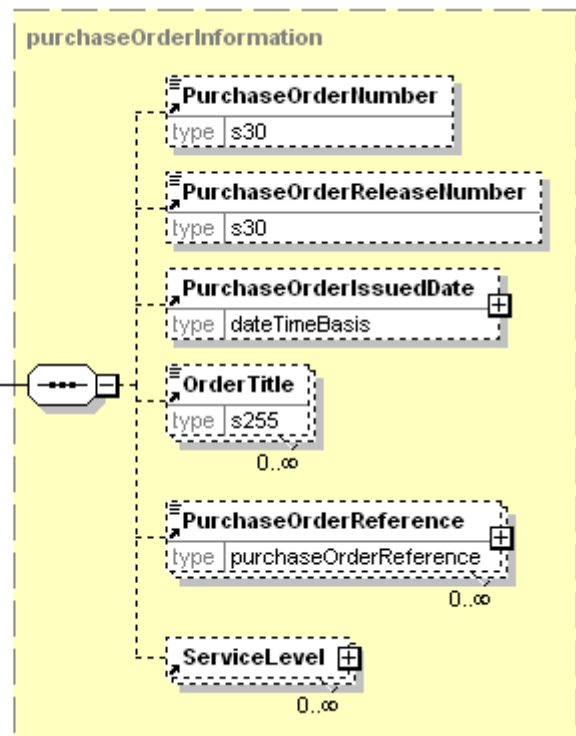 purchaseOrderInformation
PurchaseOrderNumber
type s30
PurchaseOrderReleaseNumber
type s30
PurchaseOrderIssuedDate
type dateTimeBasis
OrderTitle
type s255
0..∞
PurchaseOrderReference
type purchaseOrderReference
0..∞
ServiceLevel
0..∞